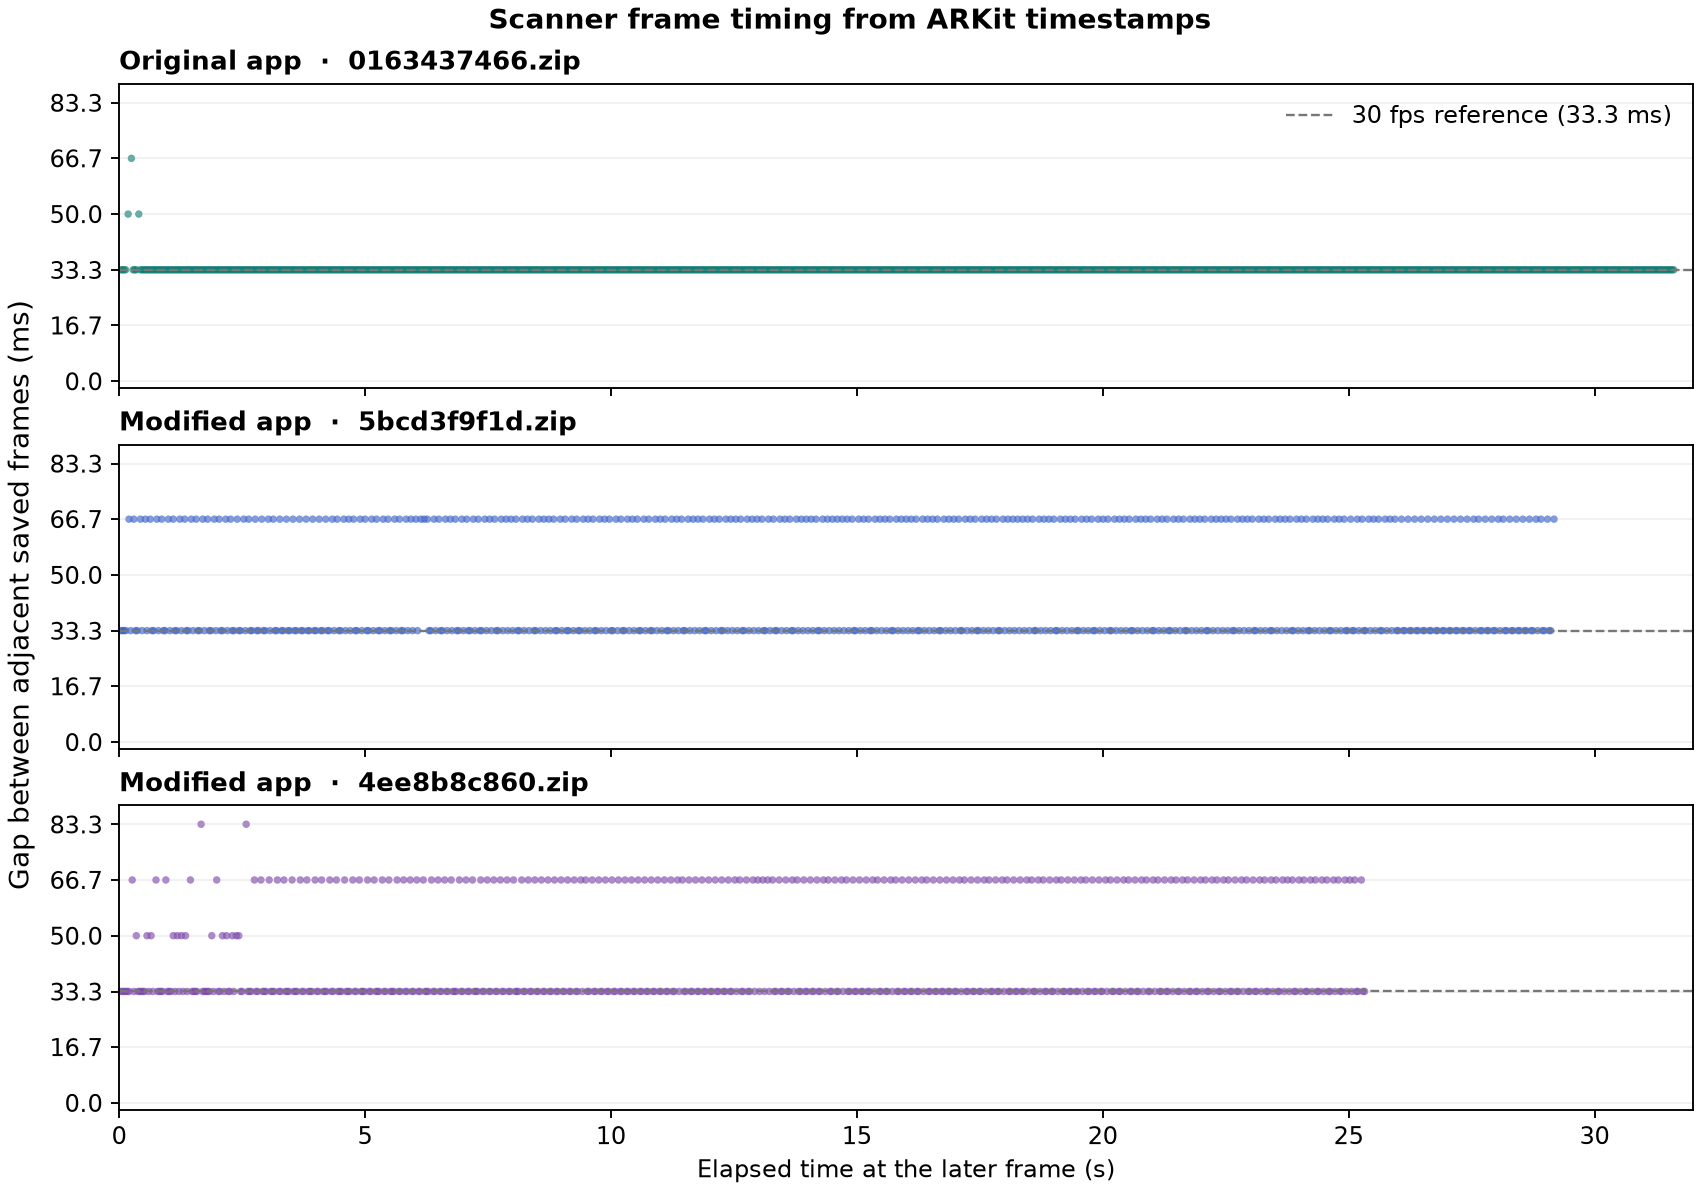 Scanner frame timing from ARKit timestamps
Original app · 0163437466.zip
83.3
66.7
50.0
33.3
16.7
0.0
30 fps reference (33.3 ms)
Modified app · 5bcd3f9f1d.zip
83.3
66.7
50.0
33.3
16.7
0.0
Gap between adjacent saved frames (ms)
Modified app · 4ee8b8c860.zip
83.3
66.7
50.0
33.3
16.7
0.0
0 5 10 15 20 25 30
Elapsed time at the later frame (s)